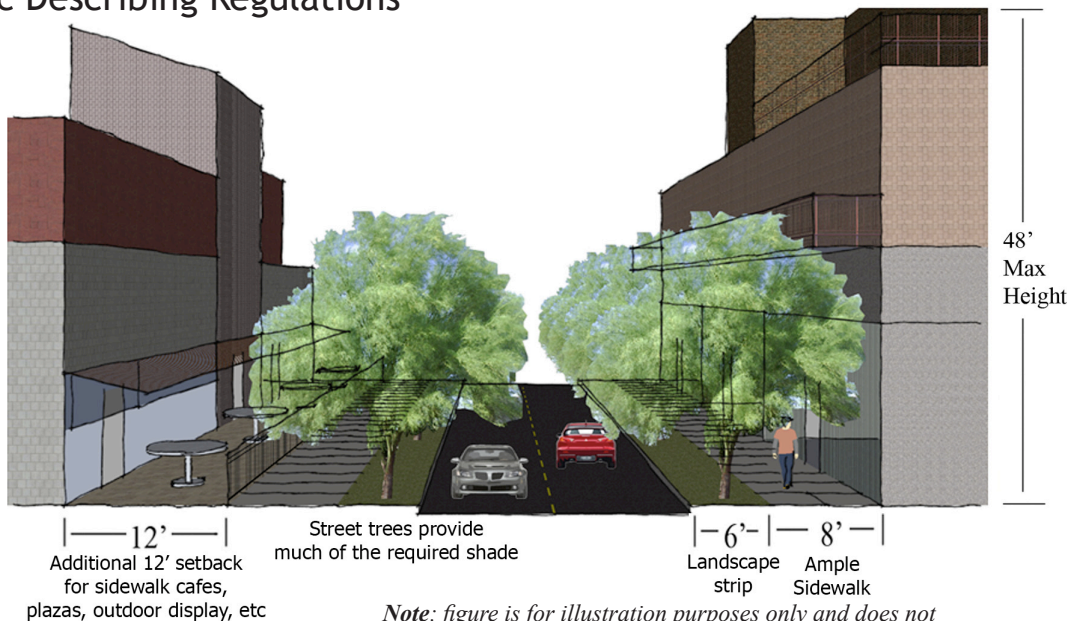 c Describing Regulations
48’
Max
Height
12’
Additional 12’ setback
for sidewalk cafes,
plazas, outdoor display, etc
Street trees provide
much of the required shade
6’
Landscape
strip
8’
Ample
Sidewalk
Note: figure is for illustration purposes only and does not